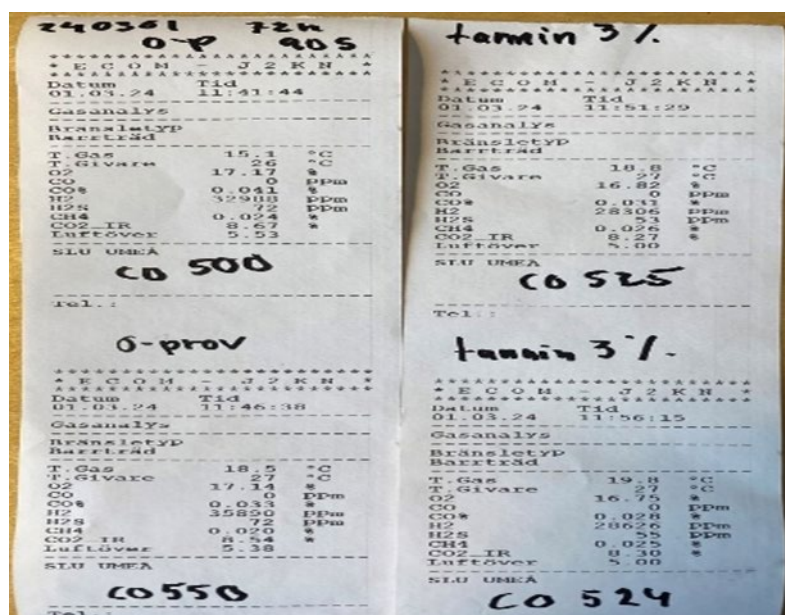 240301 72h
0-P 90S
********************
* E C O M - J 2 K N *
********************
Datum Tid
01.03.24 11:41:44
Gasanalys
Bränsletyp
Barrträd
T.Gas 15.1 °C
T.Givare 26 °C
O2 17.17 %
CO 0 ppm
CO% 0.041 %
H2 32988 ppm
H2S 72 ppm
CH4 0.024 %
CO2_IR 8.67 %
Luftöver 5.53
SLU UMEÅ
CO 500
Tel.:
0-prov
********************
* E C O M - J 2 K N *
********************
Datum Tid
01.03.24 11:46:38
Gasanalys
Bränsletyp
Barrträd
T.Gas 18.5 °C
T.Givare 27 °C
O2 17.14 %
CO 0 ppm
CO% 0.033 %
H2 35890 ppm
H2S 72 ppm
CH4 0.020 %
CO2_IR 8.54 %
Luftöver 5.38
SLU UMEÅ
CO 550
Tel.:
tannin 3 %
********************
* E C O M - J 2 K N *
********************
Datum Tid
01.03.24 11:51:29
Gasanalys
Bränsletyp
Barrträd
T.Gas 18.8 °C
T.Givare 27 °C
O2 16.82 %
CO 0 ppm
CO% 0.031 %
H2 28306 ppm
H2S 53 ppm
CH4 0.026 %
CO2_IR 8.27 %
Luftöver 5.00
SLU UMEÅ
CO 525
Tel.:
tannin 3 %.
********************
* E C O M - J 2 K N *
********************
Datum Tid
01.03.24 11:56:15
Gasanalys
Bränsletyp
Barrträd
T.Gas 19.8 °C
T.Givare 27 °C
O2 16.75 %
CO 0 ppm
CO% 0.028 %
H2 28626 ppm
H2S 55 ppm
CH4 0.025 %
CO2_IR 8.30 %
Luftöver 5.00
SLU UMEÅ
CO 524